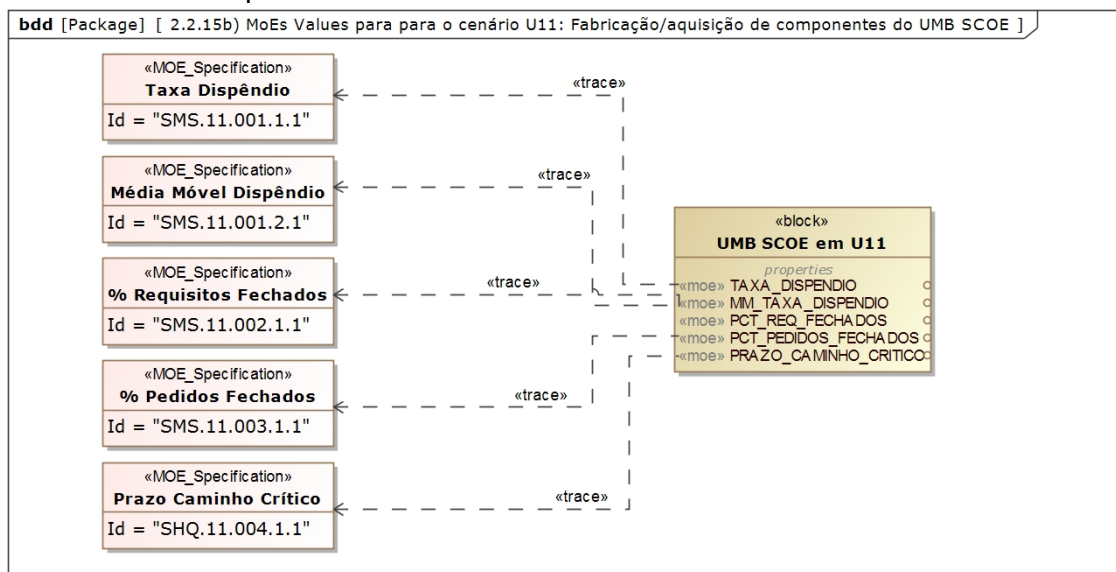 bdd [Package] [ 2.2.15b) MoEs Values para para o cenário U11: Fabricação/aquisição de componentes do UMB SCOE ]
«MOE_Specification»
Taxa Dispêndio
Id = "SMS.11.001.1.1"
«trace»
«MOE_Specification»
Média Móvel Dispêndio
Id = "SMS.11.001.2.1"
«trace»
«MOE_Specification»
% Requisitos Fechados
Id = "SMS.11.002.1.1"
«trace»
«MOE_Specification»
% Pedidos Fechados
Id = "SMS.11.003.1.1"
«trace»
«MOE_Specification»
Prazo Caminho Crítico
Id = "SHQ.11.004.1.1"
«trace»
«block»
UMB SCOE em U11
properties
«moe» TAXA_DISPENDIO
«moe» MM_TAXA_DISPENDIO
«moe» PCT_REQ_FECHADOS
«moe» PCT_PEDIDOS_FECHADOS
«moe» PRAZO_CAMINHO_CRITICO